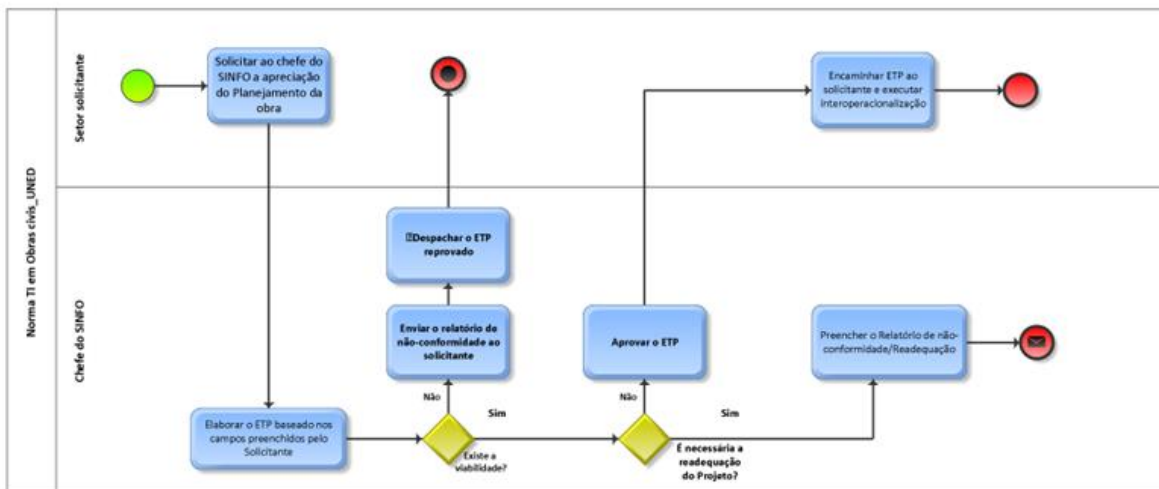 Norma TI em Obras civis_UNED
Setor solicitante
Solicitar ao chefe do
SINFO a apreciação
do Planejamento da
obra
Encaminhar ETP ao
solicitante e executar
interoperacionalização
Chefe do SINFO
Despachar o ETP
reprovado
Enviar o relatório de
não-conformidade ao
solicitante
Aprovar o ETP
Preencher o Relatório de não-
conformidade/Readequação
Elaborar o ETP baseado nos
campos preenchidos pelo
Solicitante
Não
Sim
Existe a
viabilidade?
Não
Sim
É necessária a
readequação
do Projeto?